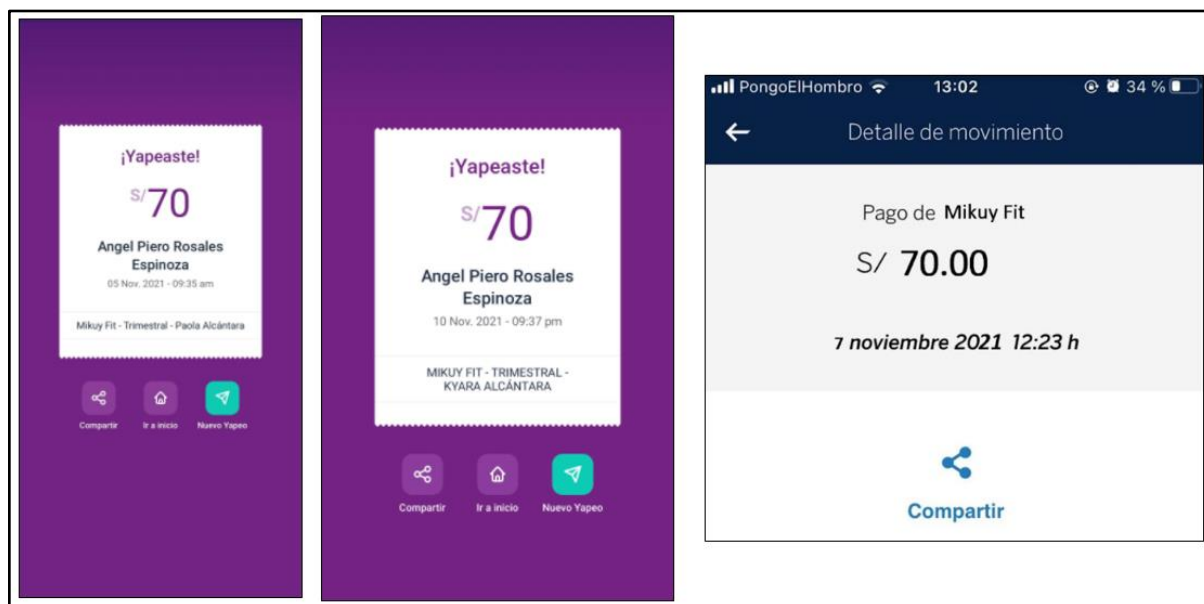 ¡Yapeaste!
S/70
Angel Piero Rosales
Espinoza
05 Nov. 2021 - 09:35 am
Mikuy Fit - Trimestral - Paola Alcántara
Compartir Ir a inicio Nuevo Yapeo
¡Yapeaste!
S/70
Angel Piero Rosales
Espinoza
10 Nov. 2021 - 09:37 pm
MIKUY FIT - TRIMESTRAL -
KYARA ALCÁNTARA
Compartir Ir a inicio Nuevo Yapeo
PongoElHombro 13:02 34 %
Detalle de movimiento
Pago de Mikuy Fit
S/ 70.00
7 noviembre 2021 12:23 h
Compartir